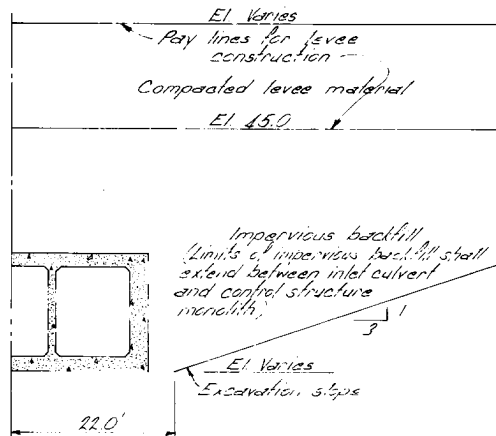 El. Varies
Pay lines for levee
construction
Compacted levee material
El. 45.0
Impervious backfill
(Limits of impervious backfill shall
extend between inlet culvert
and control structure
monolith)
1
3
El. Varies
Excavation slope
22.0'